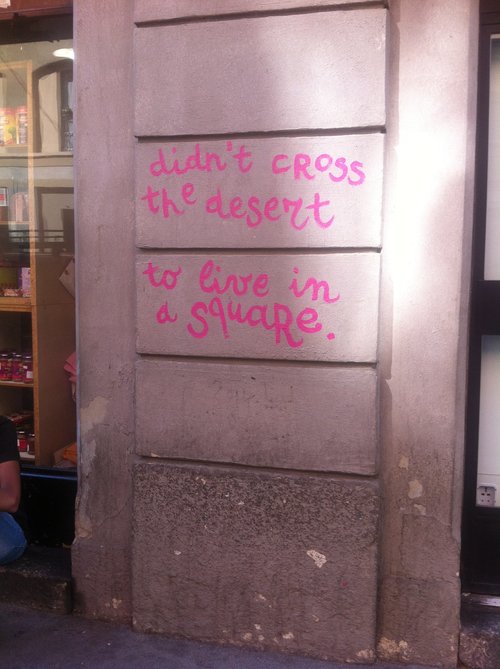 didn't CROSS
the desert
to live in
a square.